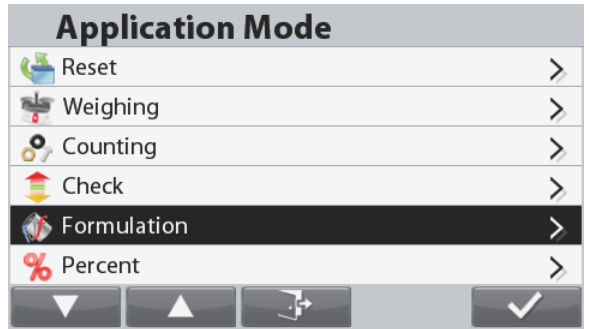 Application Mode
Reset
Weighing
Counting
Check
Formulation
Percent